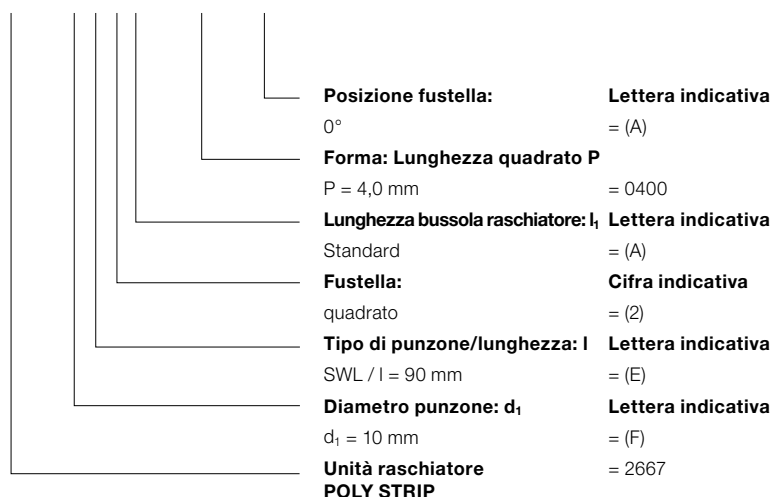 Posizione fustella: Lettera indicativa
0° = (A)
Forma: Lunghezza quadrato P
P = 4,0 mm = 0400
Lunghezza bussola raschiatore: l₁ Lettera indicativa
Standard = (A)
Fustella: Cifra indicativa
quadrato = (2)
Tipo di punzone/lunghezza: l Lettera indicativa
SWL / l = 90 mm = (E)
Diametro punzone: d₁ Lettera indicativa
d₁ = 10 mm = (F)
Unità raschiatore = 2667
POLY STRIP